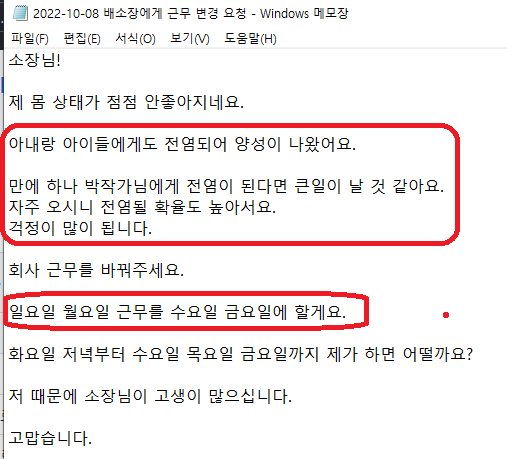 2022-10-08 배소장에게 근무 변경 요청 - Windows 메모장
파일(F) 편집(E) 서식(O) 보기(V) 도움말(H)
소장님!
제 몸 상태가 점점 안좋아지네요.
아내랑 아이들에게도 전염되어 양성이 나왔어요.
만에 하나 박작가님에게 전염이 된다면 큰일이 날 것 같아요.
자주 오시니 전염될 확율도 높아서요.
걱정이 많이 됩니다.
회사 근무를 바꿔주세요.
일요일 월요일 근무를 수요일 금요일에 할게요.
화요일 저녁부터 수요일 목요일 금요일까지 제가 하면 어떨까요?
저 때문에 소장님이 고생이 많으십니다.
고맙습니다.